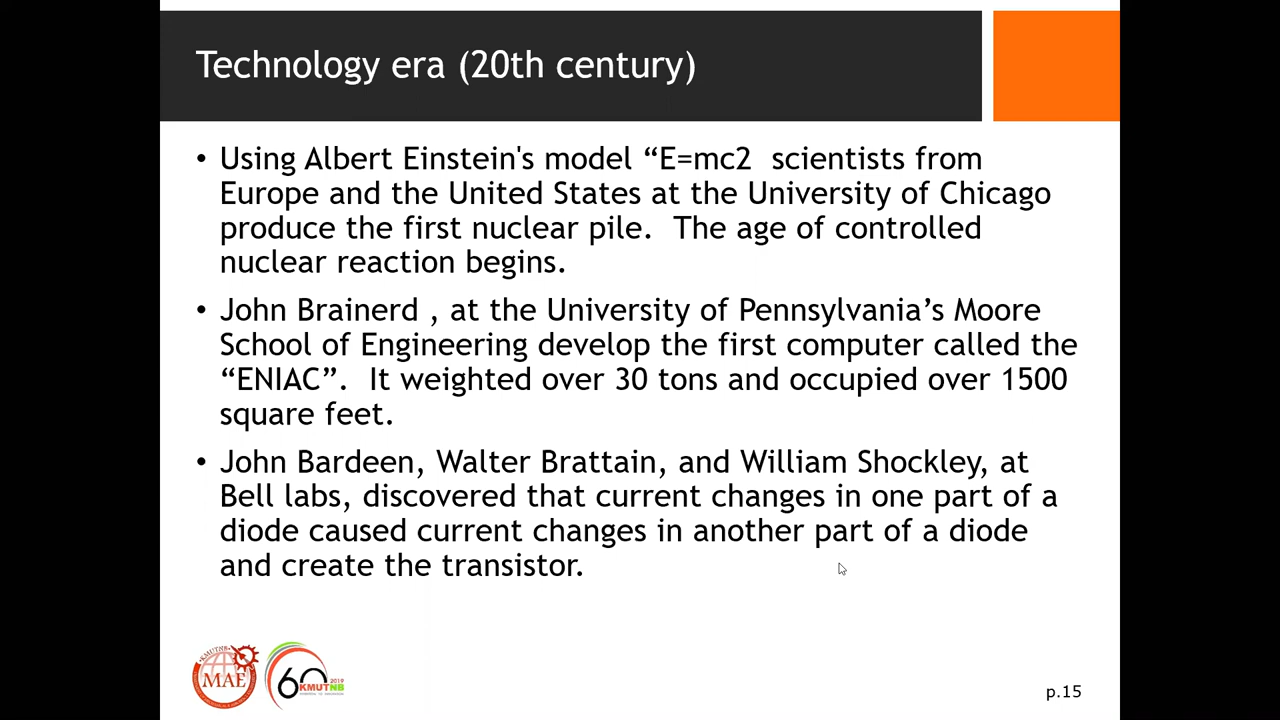 Technology era (20th century)
• Using Albert Einstein's model “E=mc2  scientists from
Europe and the United States at the University of Chicago
produce the first nuclear pile.  The age of controlled
nuclear reaction begins.
• John Brainerd , at the University of Pennsylvania’s Moore
School of Engineering develop the first computer called the
“ENIAC”.  It weighted over 30 tons and occupied over 1500
square feet.
• John Bardeen, Walter Brattain, and William Shockley, at
Bell labs, discovered that current changes in one part of a
diode caused current changes in another part of a diode
and create the transistor.
KMUTNB
MAE
60
2019
KMUTNB
p.15